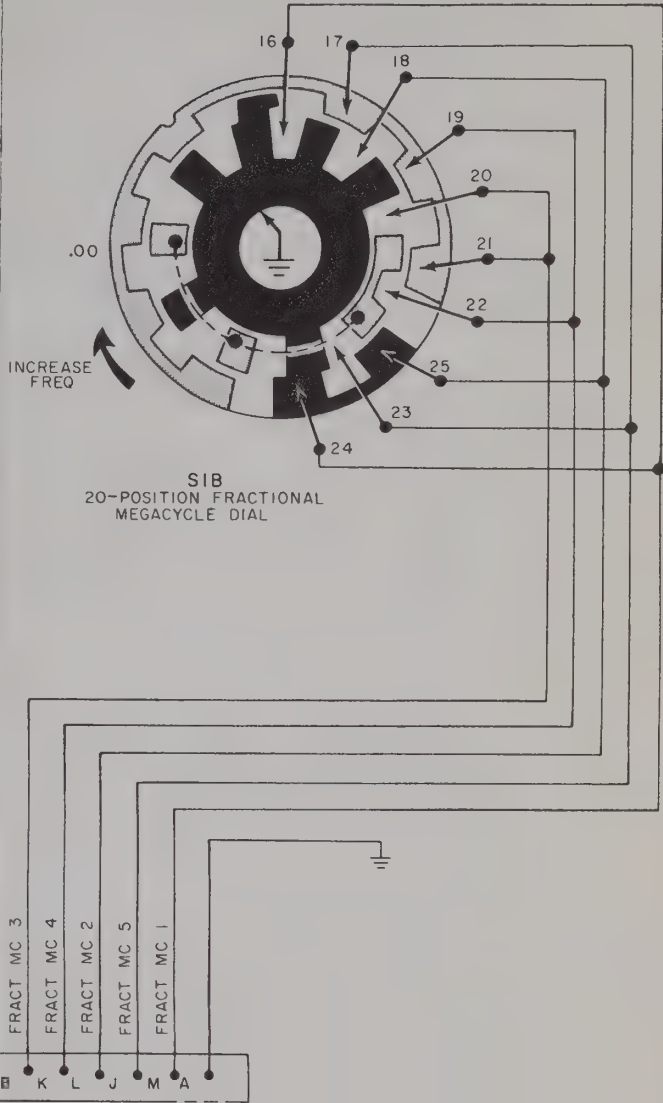 16
17
18
19
20
21
22
25
23
24
.00
INCREASE
FREQ
S1B
20-POSITION FRACTIONAL
MEGACYCLE DIAL
FRACT MC 3
FRACT MC 4
FRACT MC 2
FRACT MC 5
FRACT MC 1
K L J M A